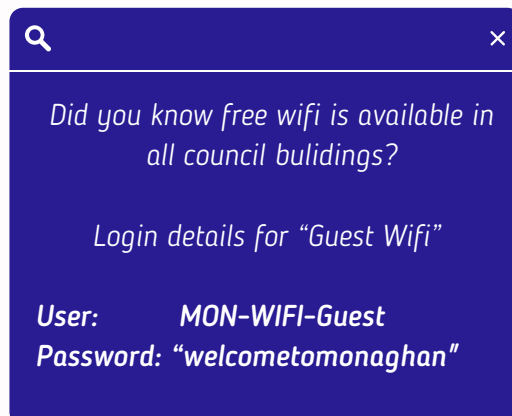 Did you know free wifi is available in
all council bulidings?
Login details for “Guest Wifi”
User: MON-WIFI-Guest
Password: “welcometomonaghan”